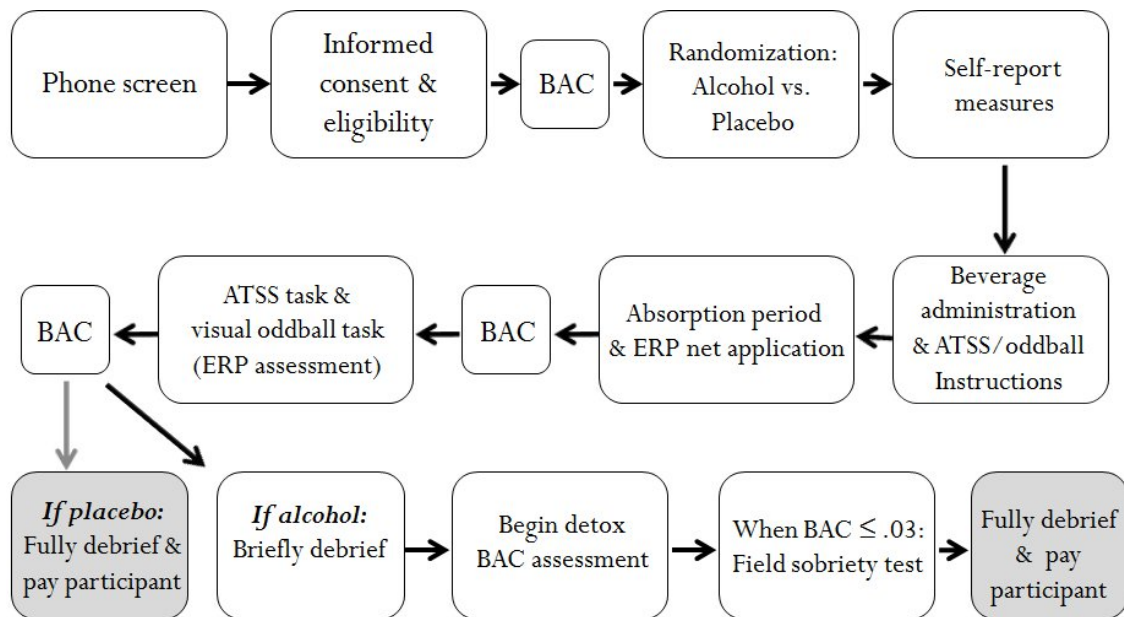 Phone screen
Informed
consent &
eligibility
BAC
Randomization:
Alcohol vs.
Placebo
Self-report
measures
Beverage
administration
& ATSS/oddball
Instructions
Absorption period
& ERP net application
BAC
ATSS task &
visual oddball task
(ERP assessment)
BAC
If placebo:
Fully debrief &
pay participant
If alcohol:
Briefly debrief
Begin detox
BAC assessment
When BAC ≤ .03:
Field sobriety test
Fully debrief
& pay
participant